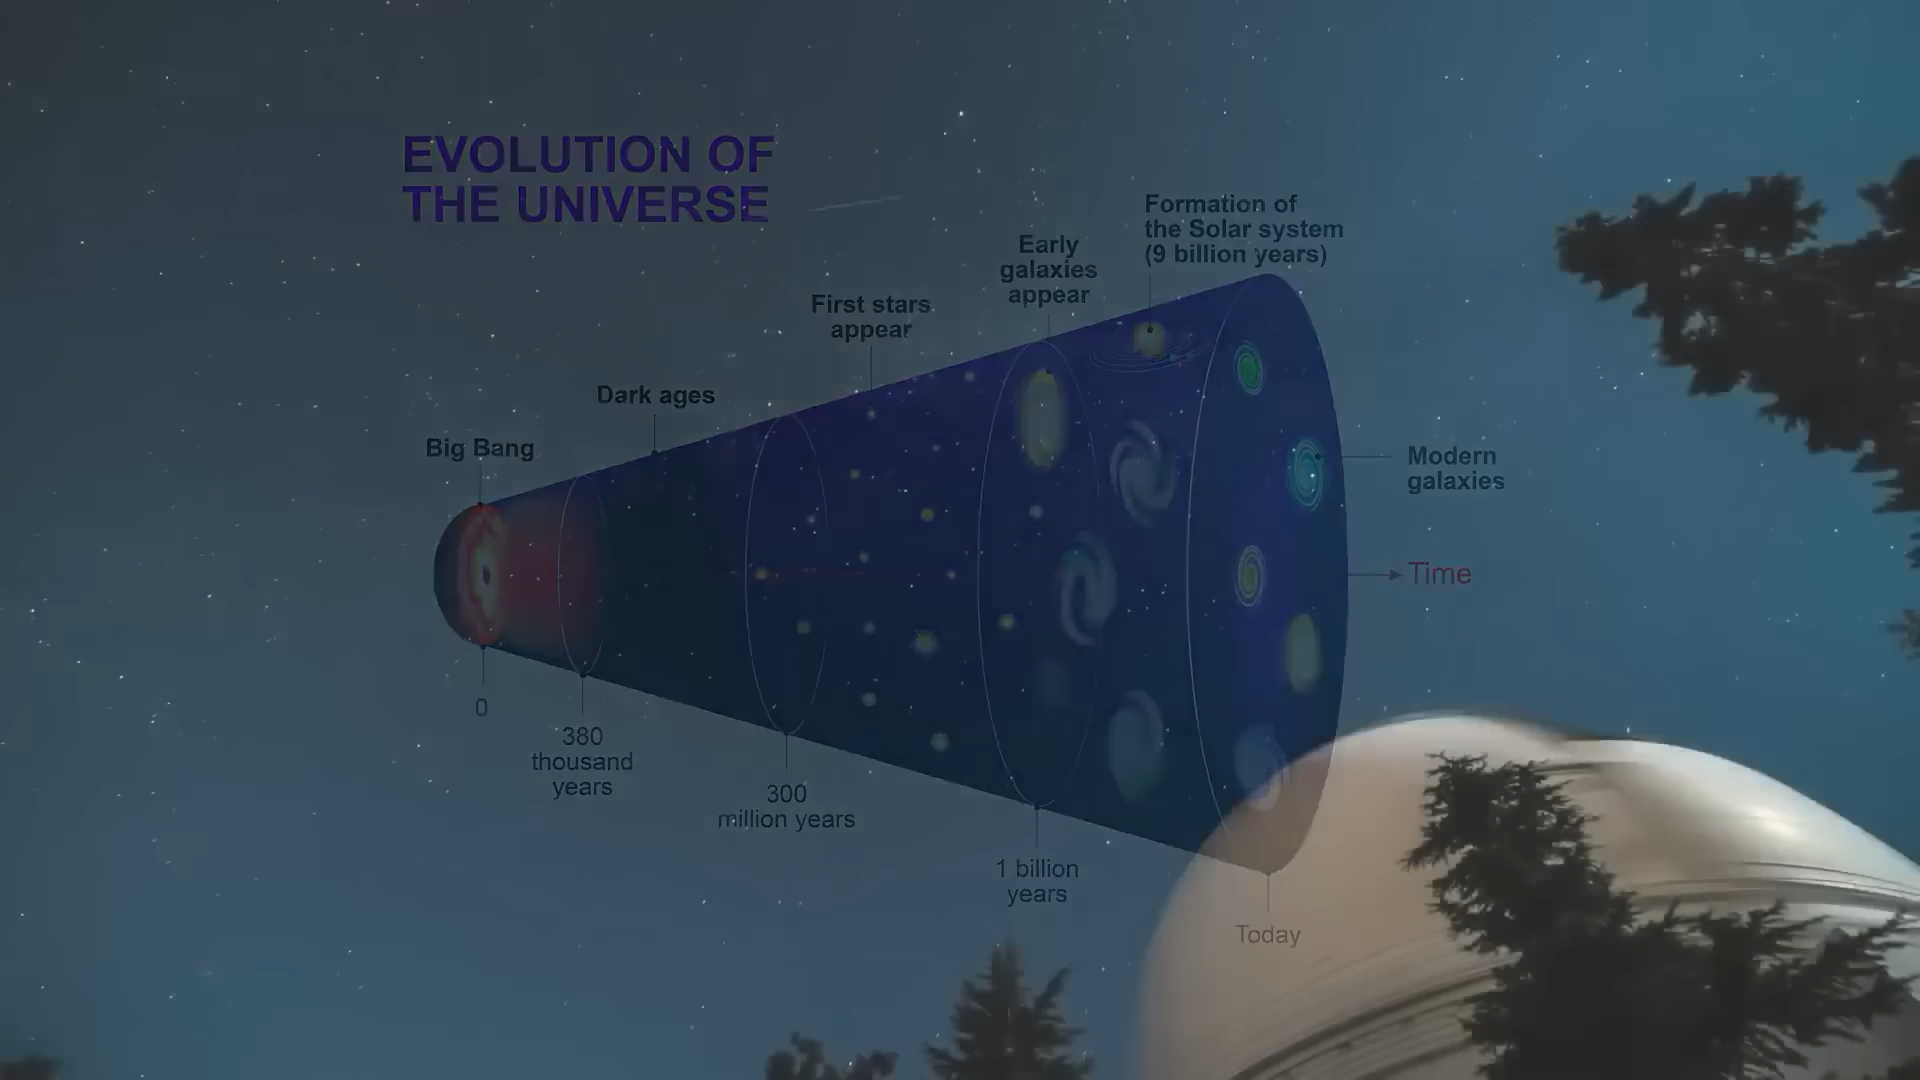 EVOLUTION OF
THE UNIVERSE
Formation of
the Solar system
(9 billion years)
Early
galaxies
appear
First stars
appear
Dark ages
Big Bang
Modern
galaxies
Time
0
380
thousand
years
300
million years
1 billion
years
Today